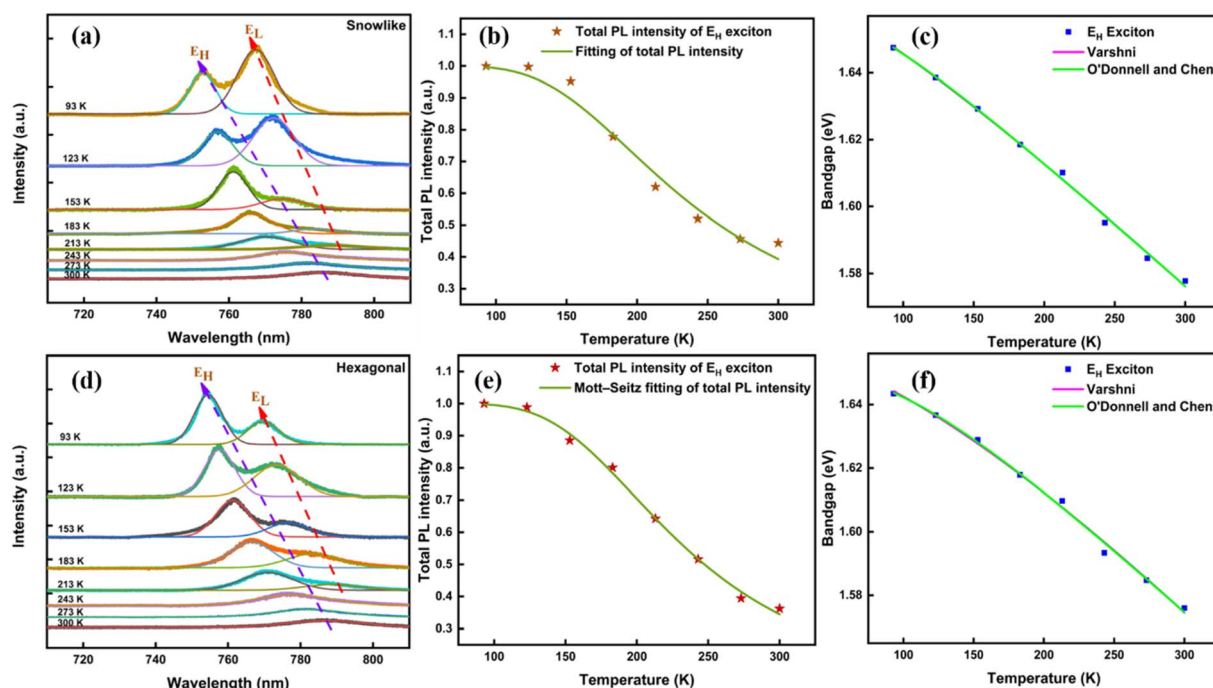 (a)
Snowlike
E_H
E_L
93 K
123 K
153 K
183 K
213 K
243 K
273 K
300 K
Intensity (a.u.)
720 740 760 780 800
Wavelength (nm)
(b)
Total PL intensity of E_H exciton
Fitting of total PL intensity
Total PL intensity (a.u.)
1.1
1.0
0.9
0.8
0.7
0.6
0.5
0.4
0.3
100 150 200 250 300
Temperature (K)
(c)
E_H Exciton
Varshni
O'Donnell and Chen
Bandgap (eV)
1.64
1.62
1.60
1.58
100 150 200 250 300
Temperature (K)
(d)
Hexagonal
E_H
E_L
93 K
123 K
153 K
183 K
213 K
243 K
273 K
300 K
Intensity (a.u.)
720 740 760 780 800
Wavelength (nm)
(e)
Total PL intensity of E_H exciton
Mott–Seitz fitting of total PL intensity
Total PL intensity (a.u.)
1.1
1.0
0.9
0.8
0.7
0.6
0.5
0.4
0.3
100 150 200 250 300
Temperature (K)
(f)
E_H Exciton
Varshni
O'Donnell and Chen
Bandgap (eV)
1.64
1.62
1.60
1.58
100 150 200 250 300
Temperature (K)